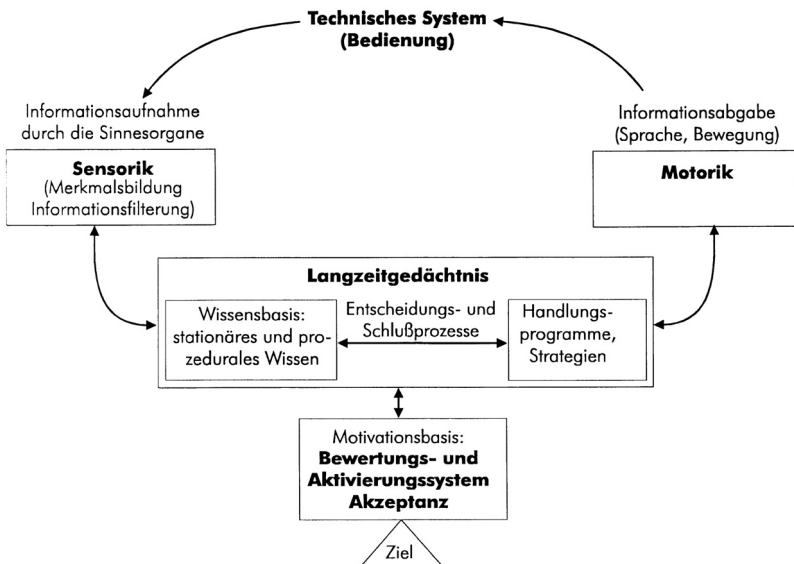 Technisches System
(Bedienung)
Informationsaufnahme
durch die Sinnesorgane
Informationsabgabe
(Sprache, Bewegung)
Sensorik
(Merkmalsbildung
Informationsfilterung)
Motorik
Langzeitgedächtnis
Wissensbasis:
stationäres und pro-
zedurales Wissen
Entscheidungs- und
Schlußprozesse
Handlungs-
programme,
Strategien
Motivationsbasis:
Bewertungs- und
Aktivierungssystem
Akzeptanz
Ziel